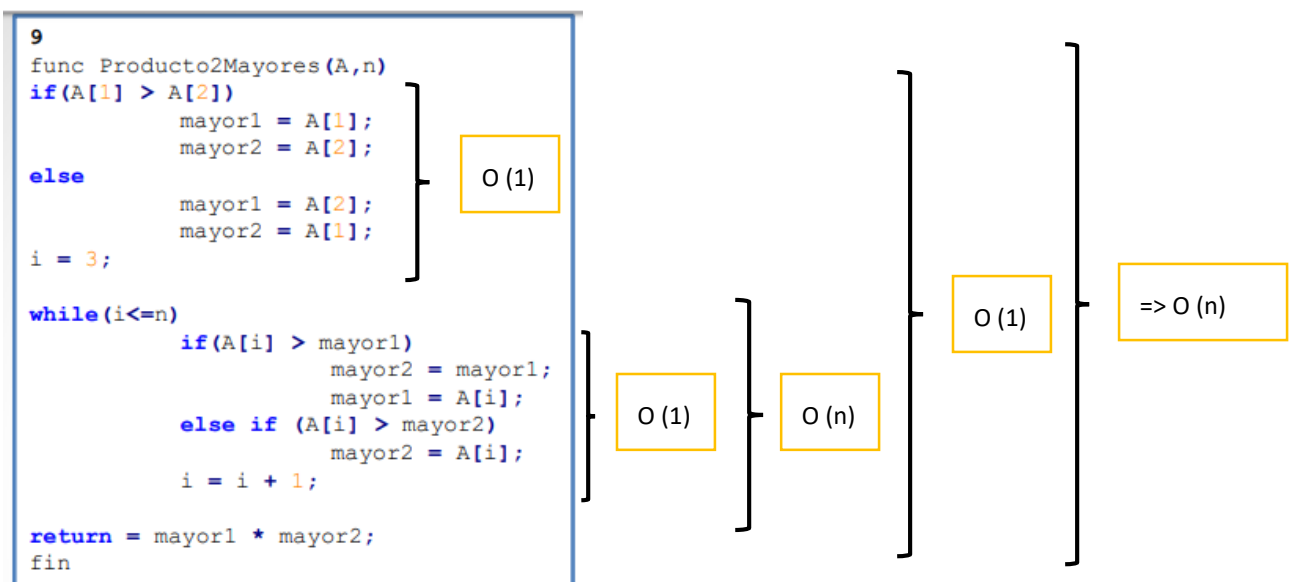 9
func Producto2Mayores(A,n)
if(A[1] > A[2])
mayor1 = A[1];
mayor2 = A[2];
else
mayor1 = A[2];
mayor2 = A[1];
i = 3;
while(i<=n)
if(A[i] > mayor1)
mayor2 = mayor1;
mayor1 = A[i];
else if (A[i] > mayor2)
mayor2 = A[i];
i = i + 1;
return = mayor1 * mayor2;
fin
O (1)
O (1)
O (n)
O (1)
=> O (n)